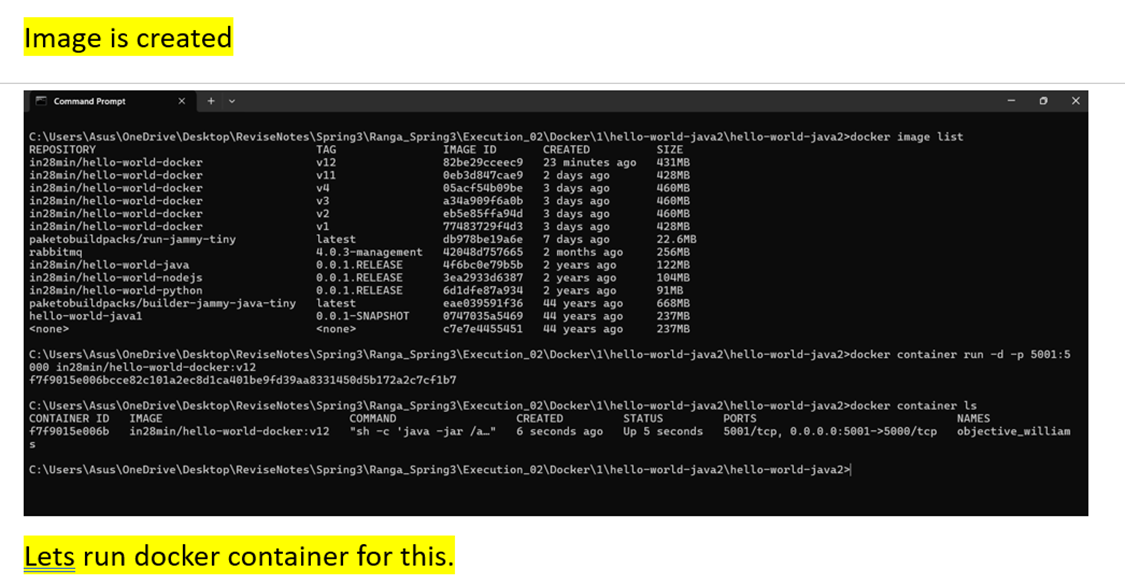 Image is created
Command Prompt
C:\Users\Asus\OneDrive\Desktop\ReviseNotes\Spring3\Ranga_Spring3\Execution_02\Docker\1\hello-world-java2\hello-world-java2>docker image list
REPOSITORY TAG IMAGE ID CREATED SIZE
in28min/hello-world-docker v12 82be29cceec9 23 minutes ago 431MB
in28min/hello-world-docker v11 0eb3d847cae9 2 days ago 428MB
in28min/hello-world-docker v4 05acf54b09be 3 days ago 460MB
in28min/hello-world-docker v3 a34a909f6a0b 3 days ago 460MB
in28min/hello-world-docker v2 eb5e85ffa94d 3 days ago 460MB
in28min/hello-world-docker v1 77483729f4d3 3 days ago 428MB
paketobuildpacks/run-jammy-tiny latest db978be19a6e 7 days ago 22.6MB
rabbitmq 4.0.3-management 42048d757665 2 months ago 256MB
in28min/hello-world-java 0.0.1.RELEASE 4f6bc0e79b5b 2 years ago 122MB
in28min/hello-world-nodejs 0.0.1.RELEASE 3ea2933d6387 2 years ago 104MB
in28min/hello-world-python 0.0.1.RELEASE 6d1dfe87a934 2 years ago 91MB
paketobuildpacks/builder-jammy-java-tiny latest eae039591f36 44 years ago 668MB
hello-world-java1 0.0.1-SNAPSHOT 0747035a5469 44 years ago 237MB
<none> <none> c7e7e4455451 44 years ago 237MB
C:\Users\Asus\OneDrive\Desktop\ReviseNotes\Spring3\Ranga_Spring3\Execution_02\Docker\1\hello-world-java2\hello-world-java2>docker container run -d -p 5001:5
000 in28min/hello-world-docker:v12
f7f9015e006bcce82c101a2ec8d1ca401be9fd39aa8331450d5b172a2c7cf1b7
C:\Users\Asus\OneDrive\Desktop\ReviseNotes\Spring3\Ranga_Spring3\Execution_02\Docker\1\hello-world-java2\hello-world-java2>docker container ls
CONTAINER ID IMAGE COMMAND CREATED STATUS PORTS NAMES
f7f9015e006b in28min/hello-world-docker:v12 "sh -c 'java -jar /a…" 6 seconds ago Up 5 seconds 5001/tcp, 0.0.0.0:5001->5000/tcp objective_william
s
C:\Users\Asus\OneDrive\Desktop\ReviseNotes\Spring3\Ranga_Spring3\Execution_02\Docker\1\hello-world-java2\hello-world-java2>
Lets run docker container for this.